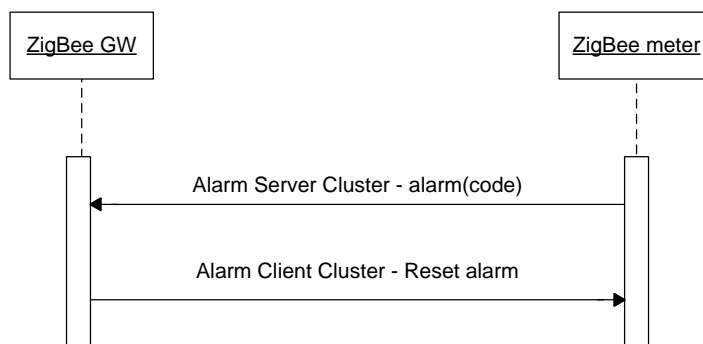 ZigBee GW
ZigBee meter
Alarm Server Cluster - alarm(code)
Alarm Client Cluster - Reset alarm